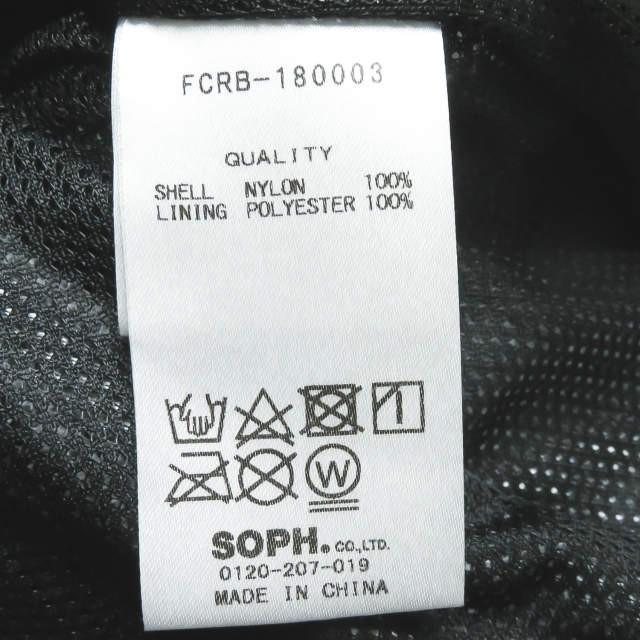 FCRB-180003
QUALITY
SHELL NYLON 100%
LINING POLYESTER 100%
W
SOPH. CO.,LTD.
0120-207-019
MADE IN CHINA